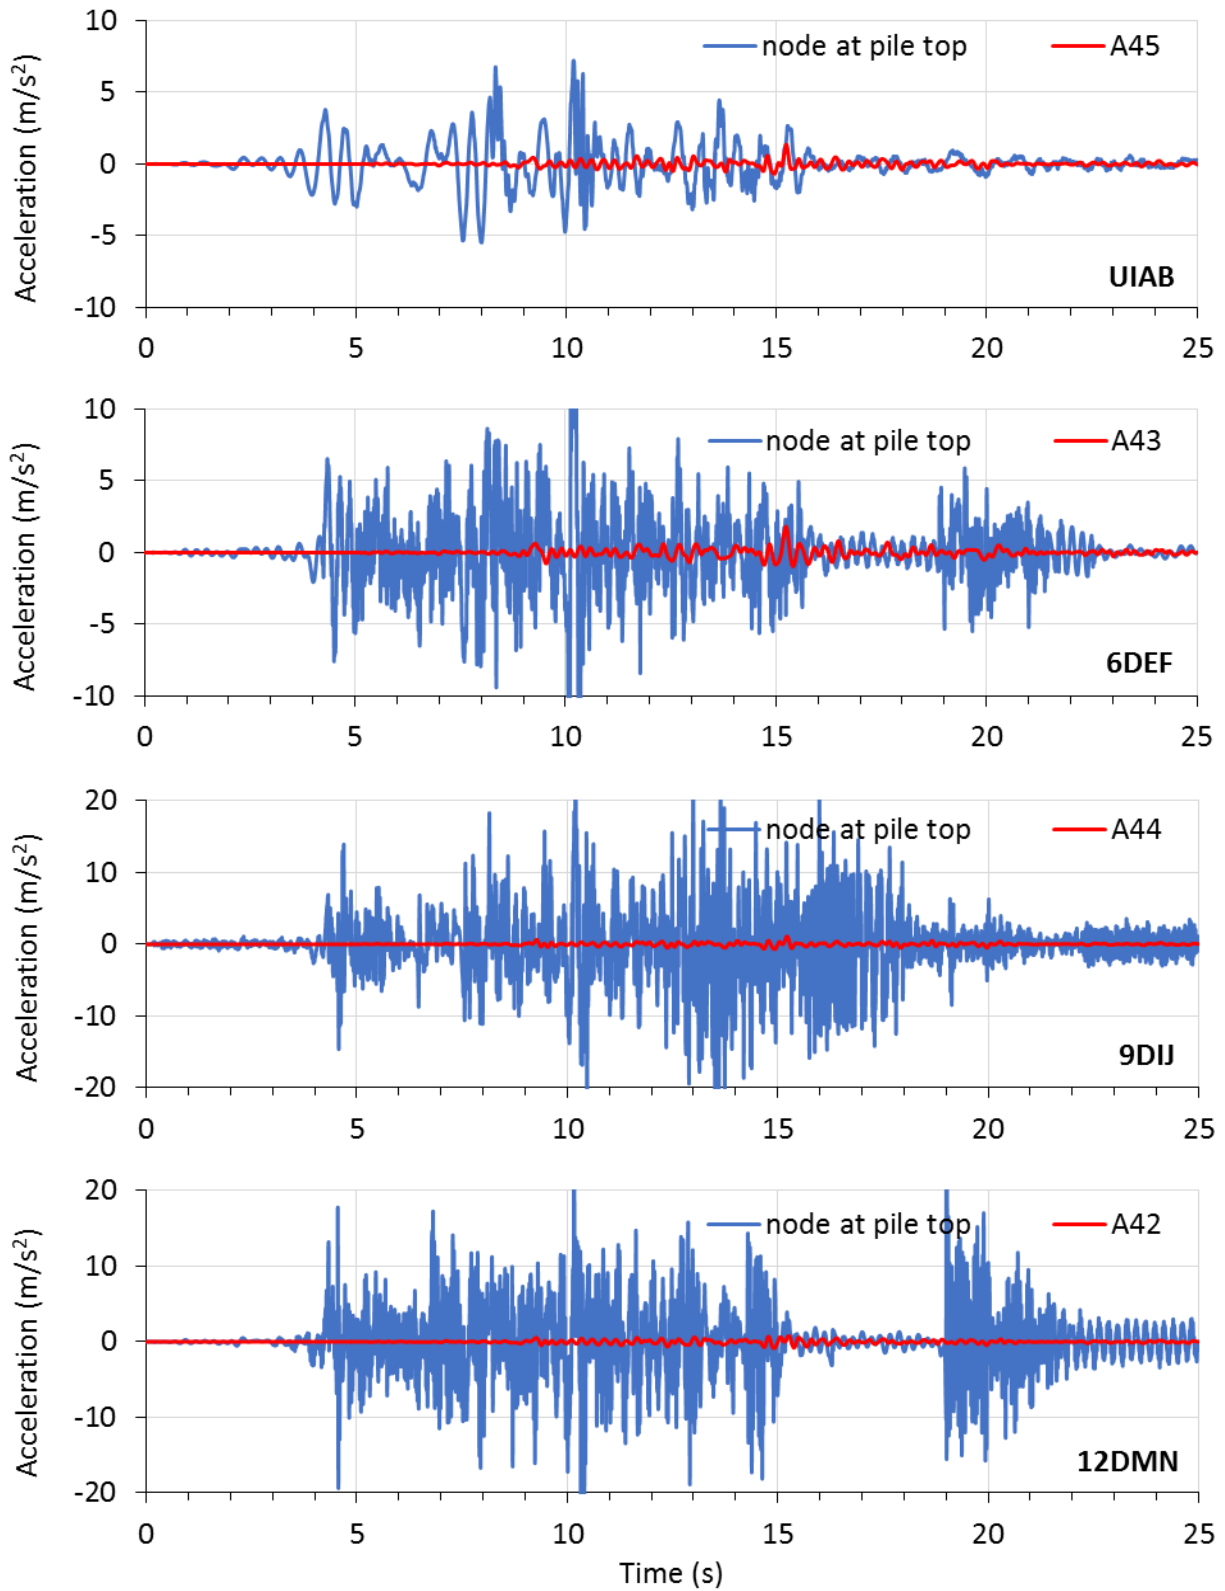 10
node at pile top A45
5
0
-5
-10
UIAB
Acceleration (m/s²)
0 5 10 15 20 25
10
node at pile top A43
5
0
-5
-10
6DEF
Acceleration (m/s²)
0 5 10 15 20 25
20
node at pile top A44
10
0
-10
-20
9DIJ
Acceleration (m/s²)
0 5 10 15 20 25
20
node at pile top A42
10
0
-10
-20
12DMN
Acceleration (m/s²)
0 5 10 15 20 25
Time (s)